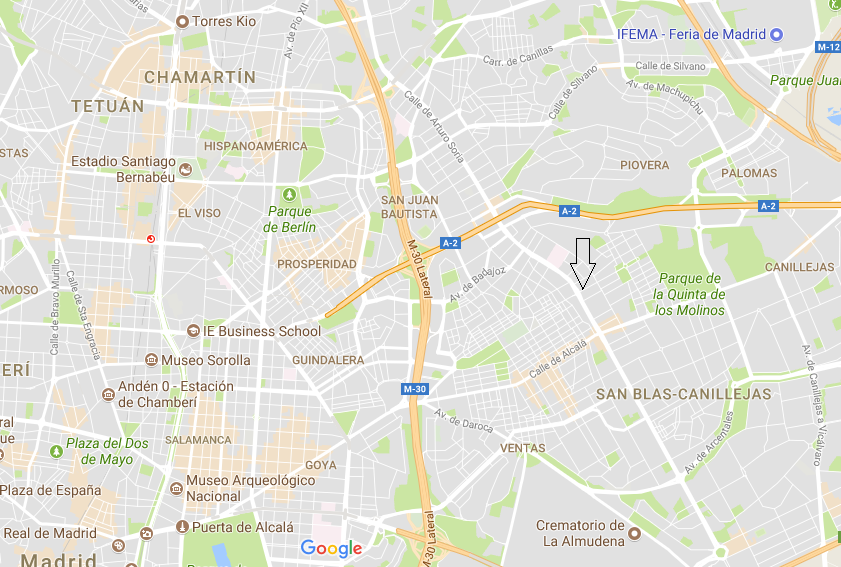 Torres Kio
Av. de Pío XII
IFEMA - Feria de Madrid
M-12
Carr. de Canillas
Calle de Silvano
Calle de Silvano
CHAMARTÍN
Av. de Machupichu
Parque Jua
TETUÁN
Calle de Arturo Soria
STAS
HISPANOAMÉRICA
Estadio Santiago
Bernabéu
PIOVERA
PALOMAS
SAN JUAN
BAUTISTA
EL VISO
Parque
de Berlín
A-2
A-2
A-2
M-30 Lateral
PROSPERIDAD
Av. de Badajoz
CANILLEJAS
Parque de
la Quinta de
los Molinos
RMOSO
Calle de Bravo Murillo
Calle de Sta Engracia
IE Business School
Museo Sorolla
GUINDALERA
Calle de Alcalá
ERÍ
Andén 0 - Estación
de Chamberí
M-30
SAN BLAS-CANILLEJAS
Av. de Canillejas a Vicálvaro
Av. de Daroca
ral
que
Plaza del Dos
de Mayo
SALAMANCA
VENTAS
Av. de Arcentales
GOYA
Museo Arqueológico
Nacional
Plaza de España
Puerta de Alcalá
Crematorio de
La Almudena
Real de Madrid
M-30 Lateral
Google
Madrid